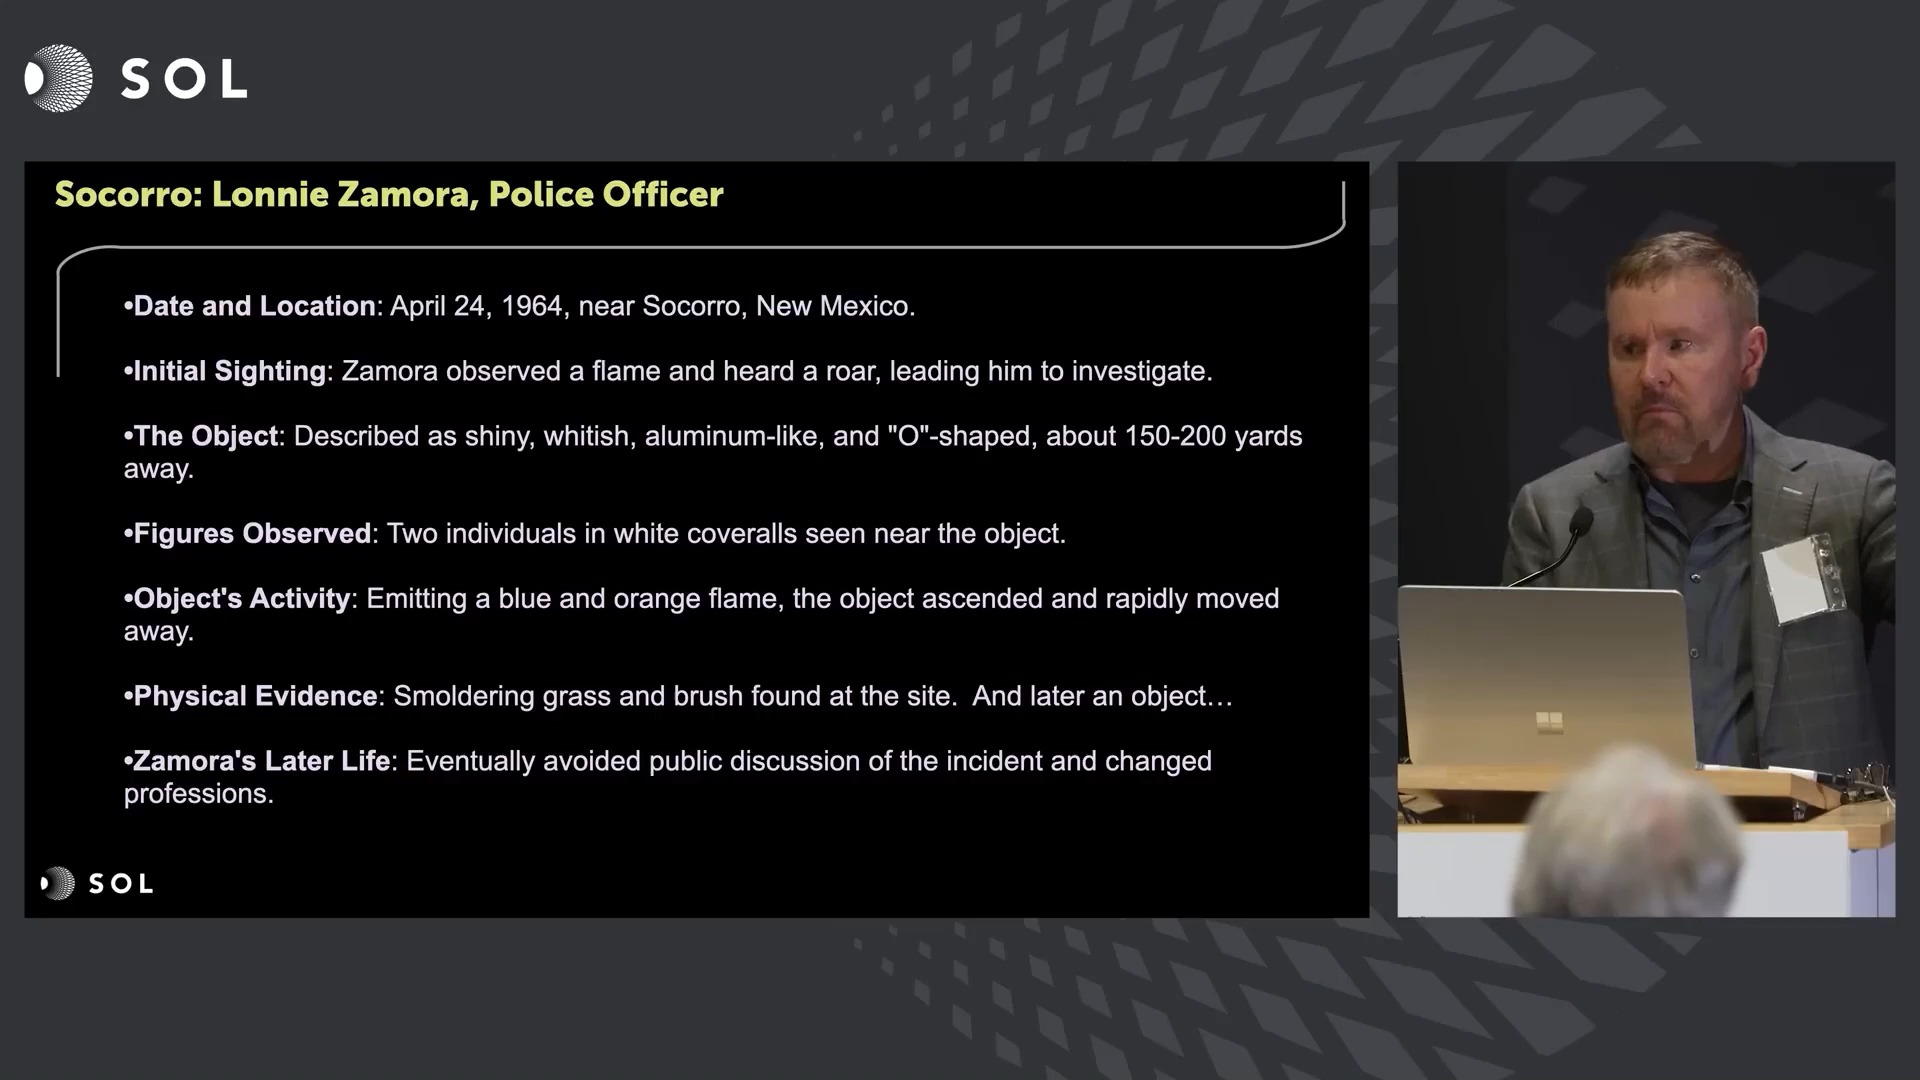 SOL
Socorro: Lonnie Zamora, Police Officer
•Date and Location: April 24, 1964, near Socorro, New Mexico.
•Initial Sighting: Zamora observed a flame and heard a roar, leading him to investigate.
•The Object: Described as shiny, whitish, aluminum-like, and "O"-shaped, about 150-200 yards
away.
•Figures Observed: Two individuals in white coveralls seen near the object.
•Object's Activity: Emitting a blue and orange flame, the object ascended and rapidly moved
away.
•Physical Evidence: Smoldering grass and brush found at the site.  And later an object…
•Zamora's Later Life: Eventually avoided public discussion of the incident and changed
professions.
SOL